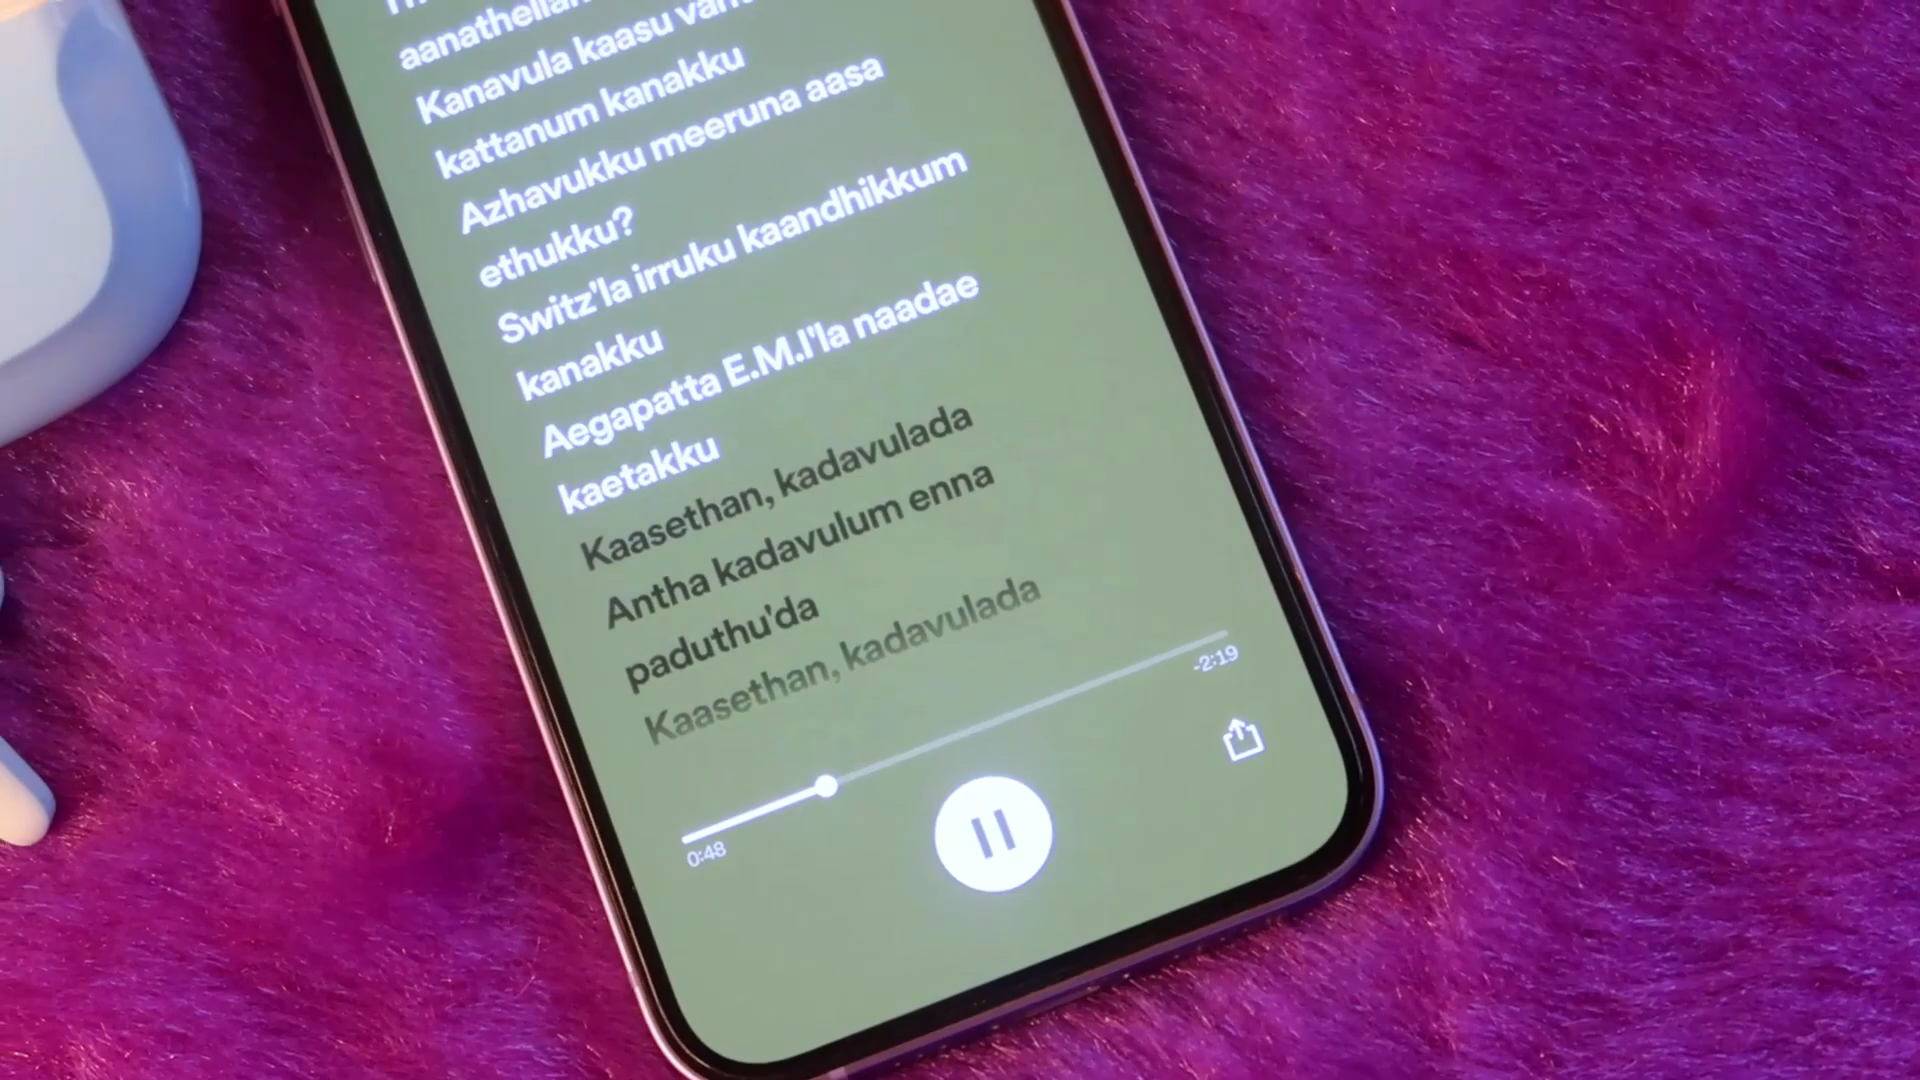 Kanavula kaasu
kattanum kanakku
Azhavukku meeruna aasa
ethukku?
Switz'la irruku kaandhikkum
kanakku
Aegapatta E.M.I'la naadae
kaetakku
Kaasethan, kadavulada
Antha kadavulum enna
paduthu'da
Kaasethan, kadavulada
-2:19
0:48